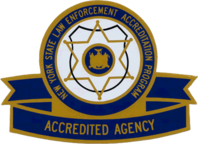 NEW YORK STATE LAW ENFORCEMENT ACCREDITATION PROGRAM
ACCREDITED AGENCY